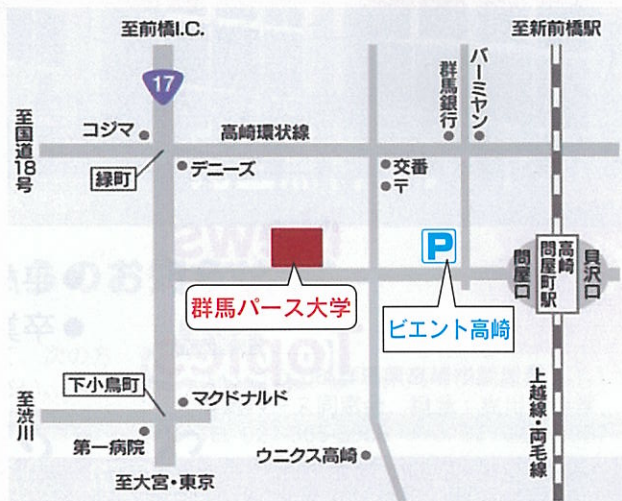 至前橋I.C.
至新前橋駅
17
バーミヤン
群馬銀行
至国道18号
コジマ
高崎環状線
緑町
デニーズ
交番
〒
P
群馬パース大学
ビエント高崎
問屋口
高崎
問屋町駅
貝沢口
下小鳥町
マクドナルド
至渋川
第一病院
ウニクス高崎
上越線・両毛線
至大宮・東京